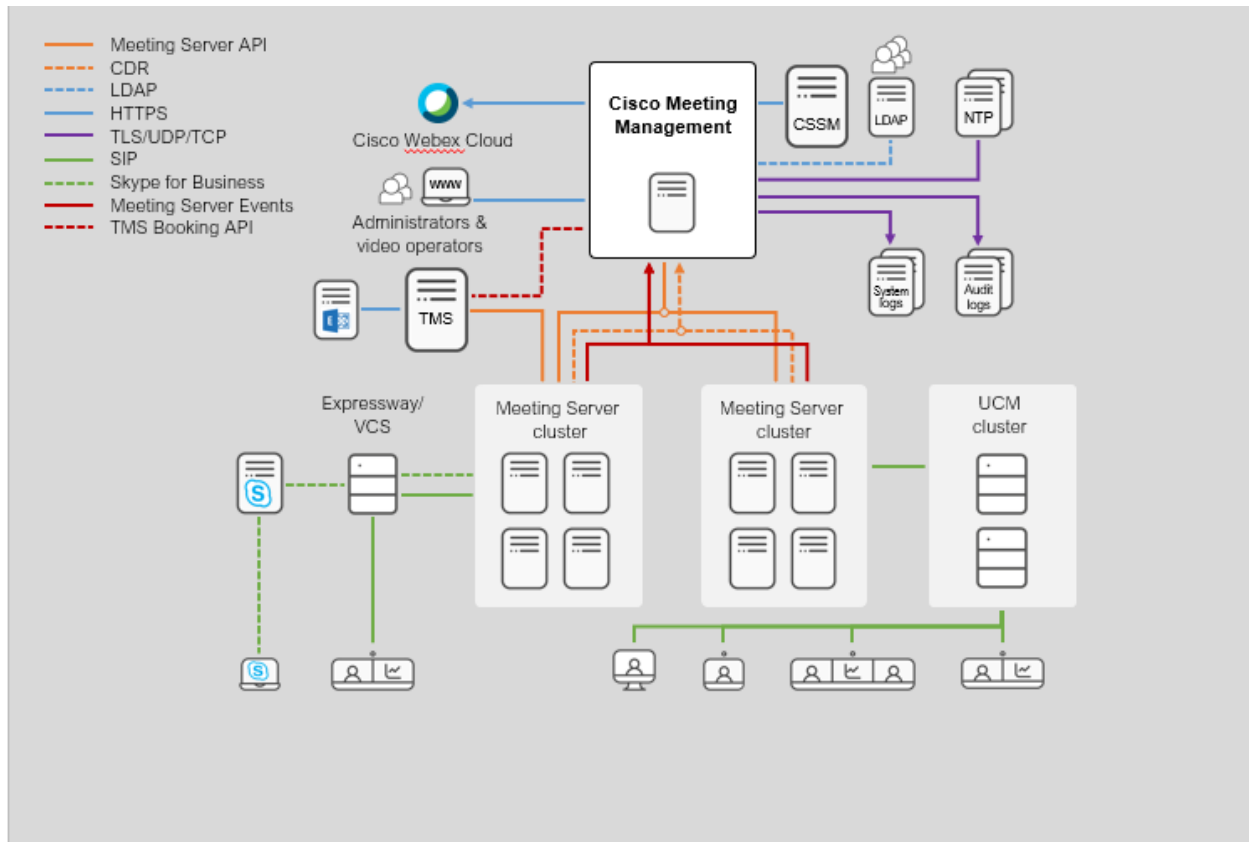 Meeting Server API
CDR
LDAP
HTTPS
TLS/UDP/TCP
SIP
Skype for Business
Meeting Server Events
TMS Booking API
Cisco Webex Cloud
www
Administrators &
video operators
Cisco Meeting
Management
CSSM
LDAP
NTP
System
logs
Audit
logs
E
TMS
Expressway/
VCS
Meeting Server
cluster
Meeting Server
cluster
UCM
cluster
S
S